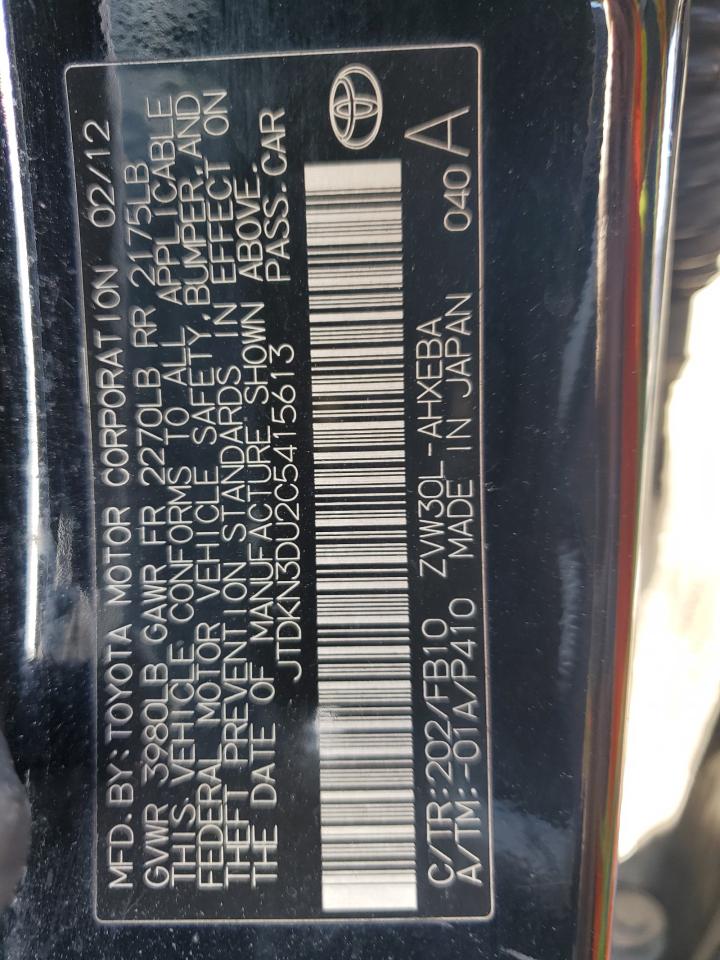 MFD. BY: TOYOTA MOTOR CORPORATION 02/12
GVWR 3980LB GAWR FR 2270LB RR 2175LB
THIS VEHICLE CONFORMS TO ALL APPLICABLE
FEDERAL MOTOR VEHICLE SAFETY, BUMPER, AND
THEFT PREVENTION STANDARDS IN EFFECT ON
THE DATE OF MANUFACTURE SHOWN ABOVE.
JTDKN3DU2C5415613 PASS. CAR
C/TR: 202/FB10 ZVW30L-AHXEBA 040 A
A/TM: -01A/P410 MADE IN JAPAN